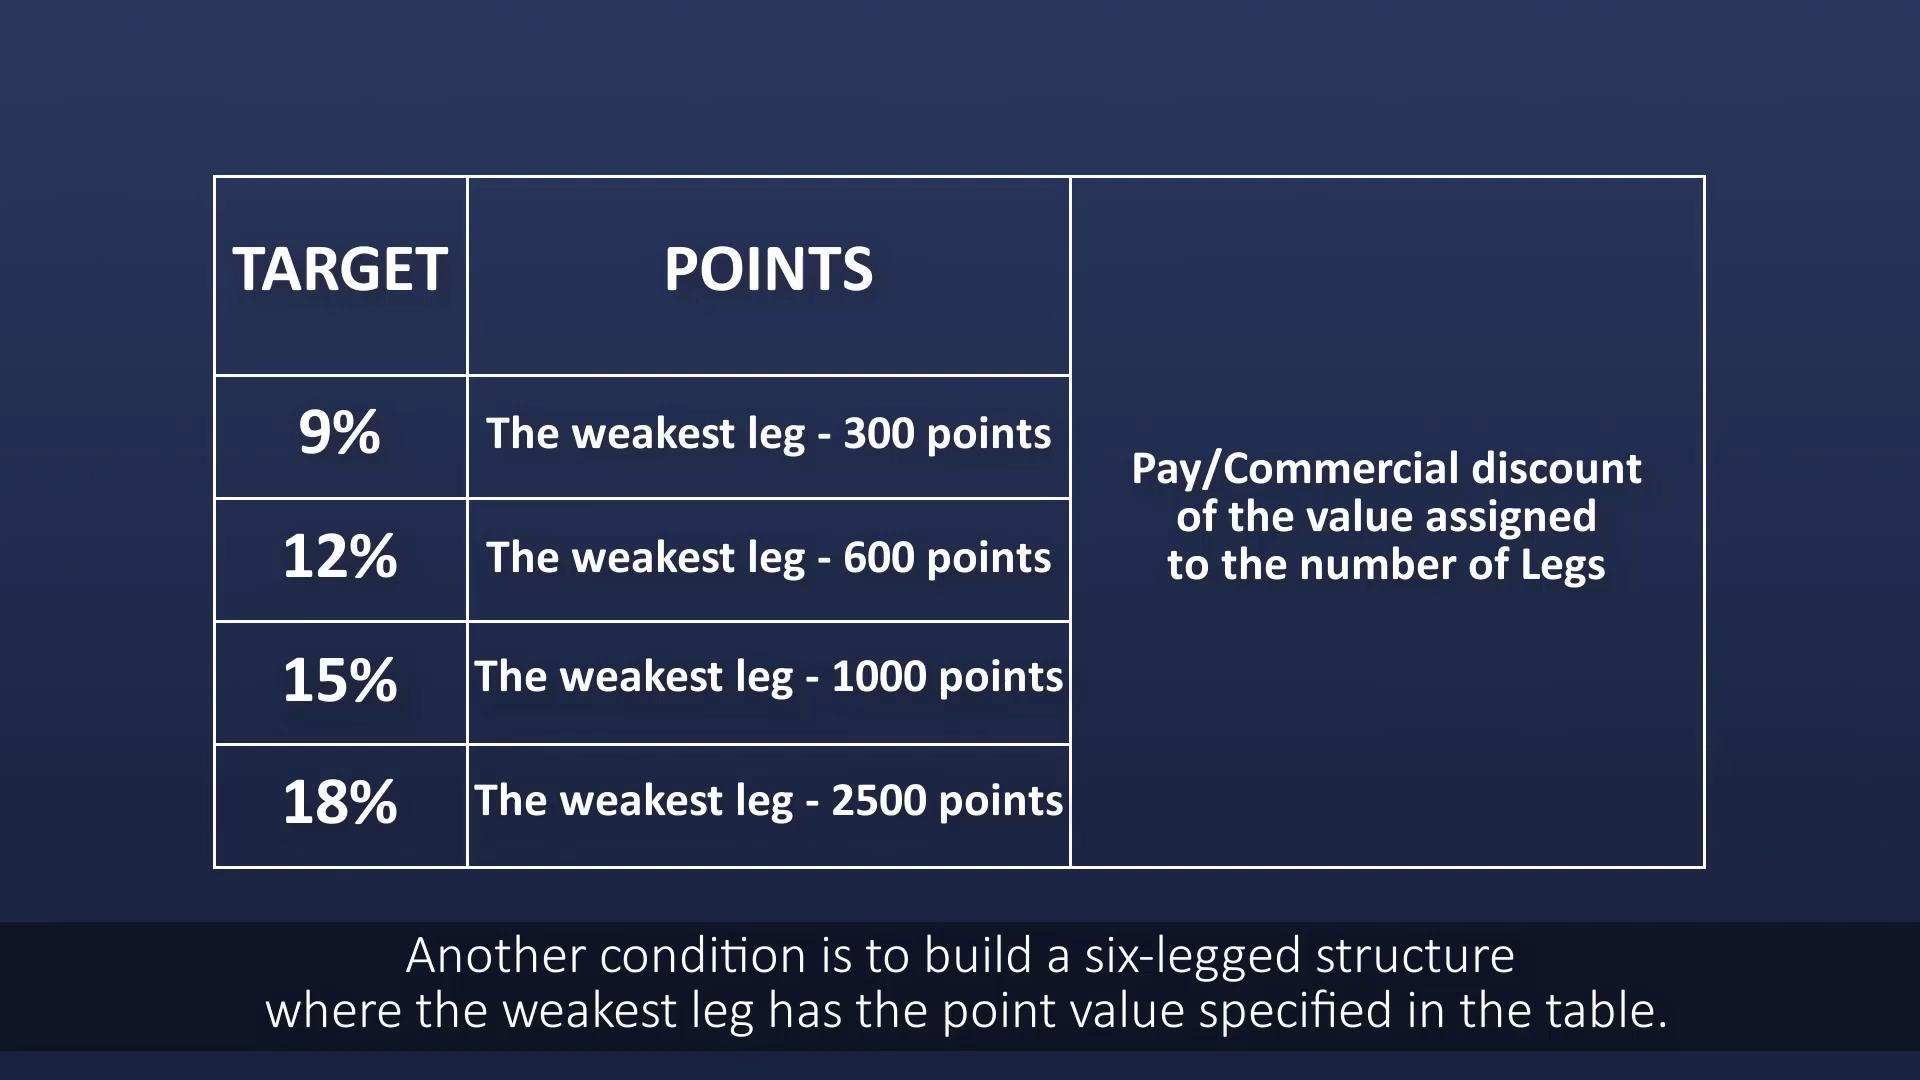 TARGET
POINTS
9%
The weakest leg - 300 points
12%
The weakest leg - 600 points
15%
The weakest leg - 1000 points
18%
The weakest leg - 2500 points
Pay/Commercial discount
of the value assigned
to the number of Legs
Another condition is to build a six-legged structure
where the weakest leg has the point value specified in the table.